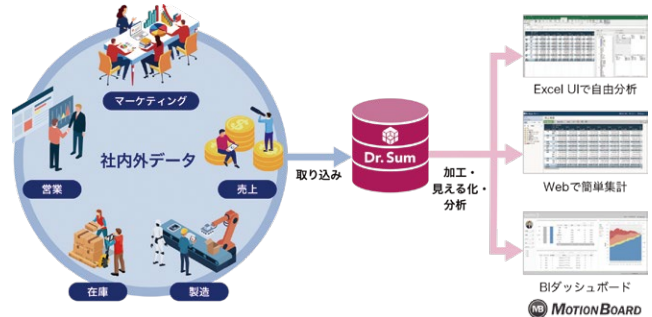 マーケティング
社内外データ
営業
売上
在庫
製造
取り込み
Dr.Sum
加工・
見える化・
分析
Excel UIで自由分析
Webで簡単集計
BIダッシュボード
MB MOTIONBOARD